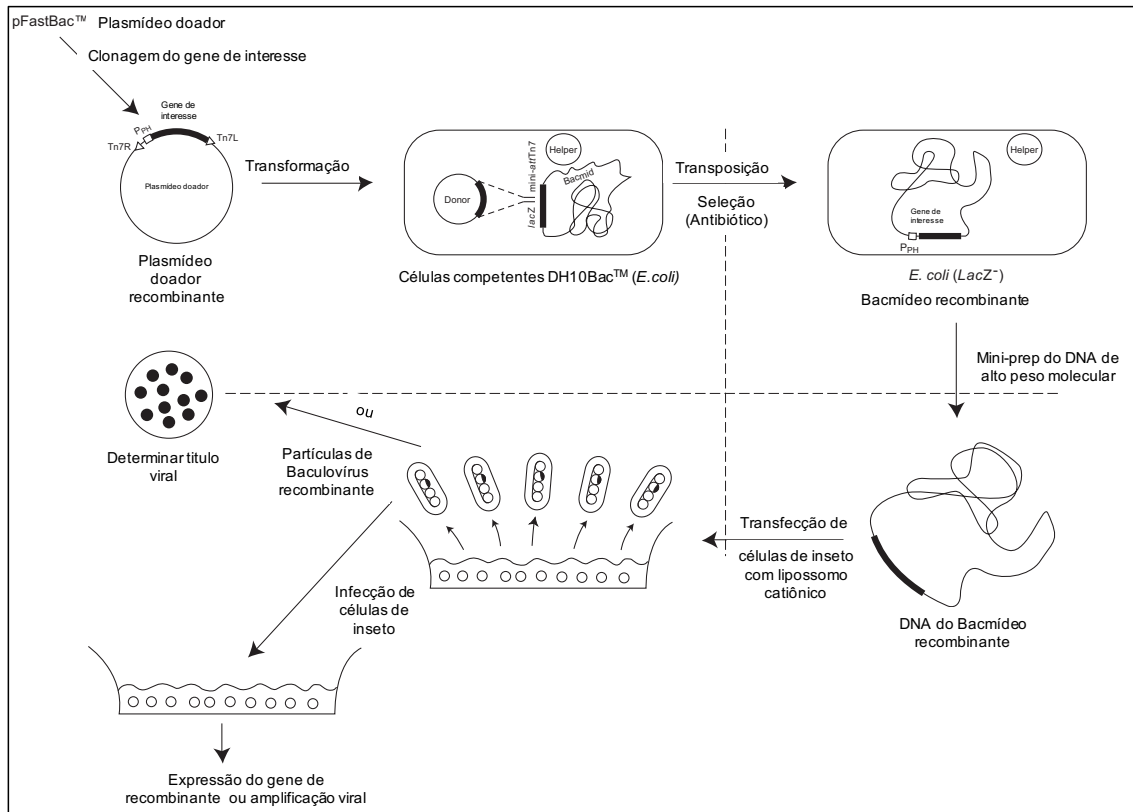 pFastBac™ Plasmídeo doador
Clonagem do gene de interesse
Gene de
interesse
PPH
Tn7R
Tn7L
Plasmídeo doador
Plasmídeo
doador
recombinante
Transformação
Donor
Helper
lacZ
mini-attTn7
Bacmid
Células competentes DH10Bac™ (E.coli)
Transposição
Seleção
(Antibiótico)
Helper
Gene de
interesse
PPH
E. coli (LacZ-)
Bacmídeo recombinante
Mini-prep do DNA de
alto peso molecular
DNA do Bacmídeo
recombinante
Transfecção de
células de inseto
com lipossomo
catiônico
Partículas de
Baculovírus
recombinante
ou
Determinar titulo
viral
Infecção de
células de
inseto
Expressão do gene de
recombinante ou amplificação viral